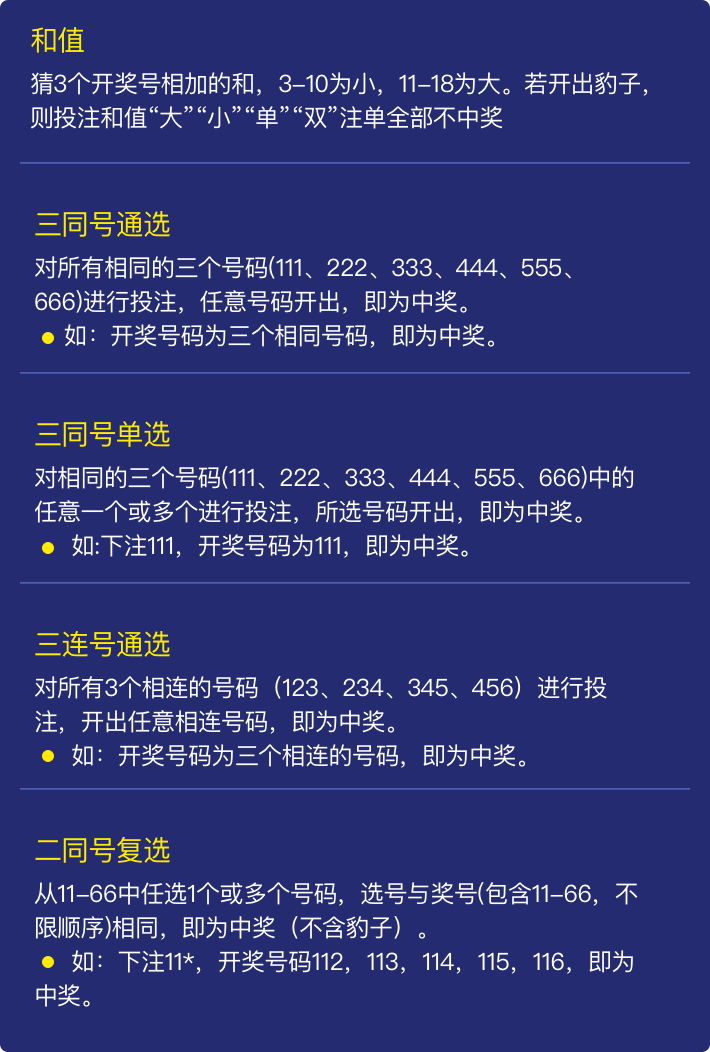 和值
猜3个开奖号相加的和，3-10为小，11-18为大。若开出豹子，
则投注和值“大”“小”“单”“双”注单全部不中奖
三同号通选
对所有相同的三个号码(111、222、333、444、555、
666)进行投注，任意号码开出，即为中奖。
如：开奖号码为三个相同号码，即为中奖。
三同号单选
对相同的三个号码(111、222、333、444、555、666)中的
任意一个或多个进行投注，所选号码开出，即为中奖。
如:下注111，开奖号码为111，即为中奖。
三连号通选
对所有3个相连的号码（123、234、345、456）进行投
注，开出任意相连号码，即为中奖。
如：开奖号码为三个相连的号码，即为中奖。
二同号复选
从11-66中任选1个或多个号码，选号与奖号(包含11-66，不
限顺序)相同，即为中奖（不含豹子）。
如：下注11*，开奖号码112，113，114，115，116，即为
中奖。